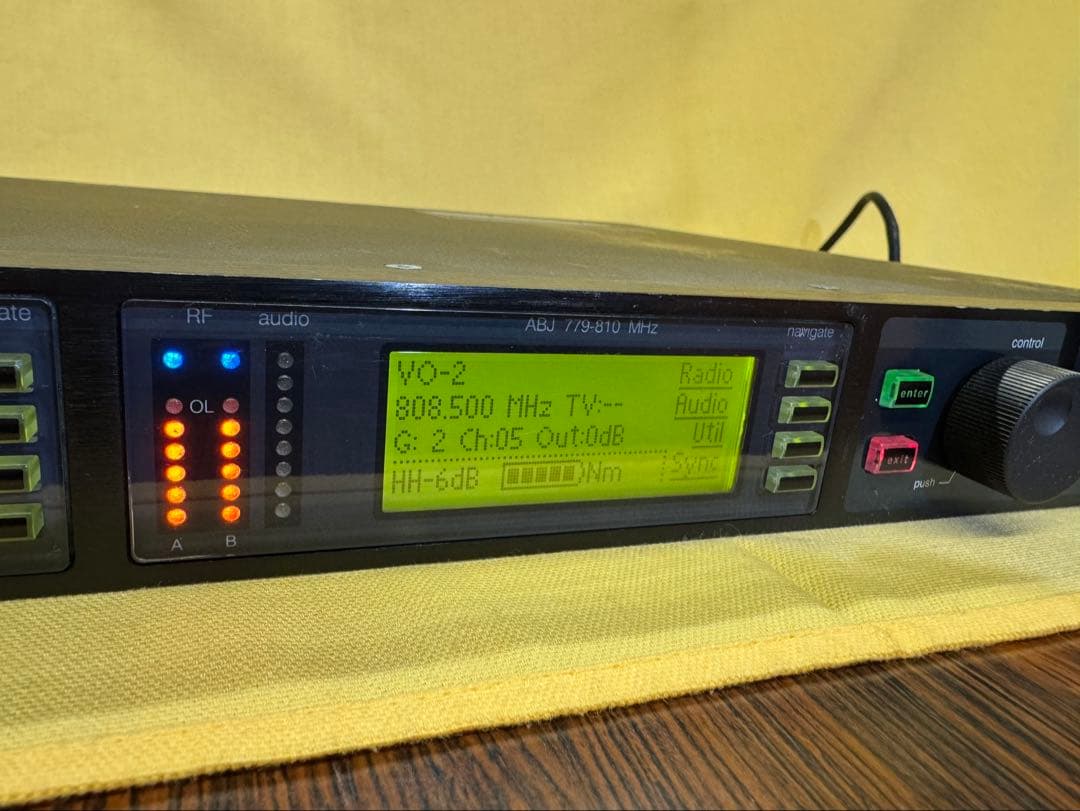 ate
RF audio
OL
A B
ABJ 779-810 MHz
navigate
VO-2 Radio
808.500 MHz TV:-- Audio
G: 2 Ch:05 Out:0dB Util
HH-6dB Nm Sync
control
enter
exit
push